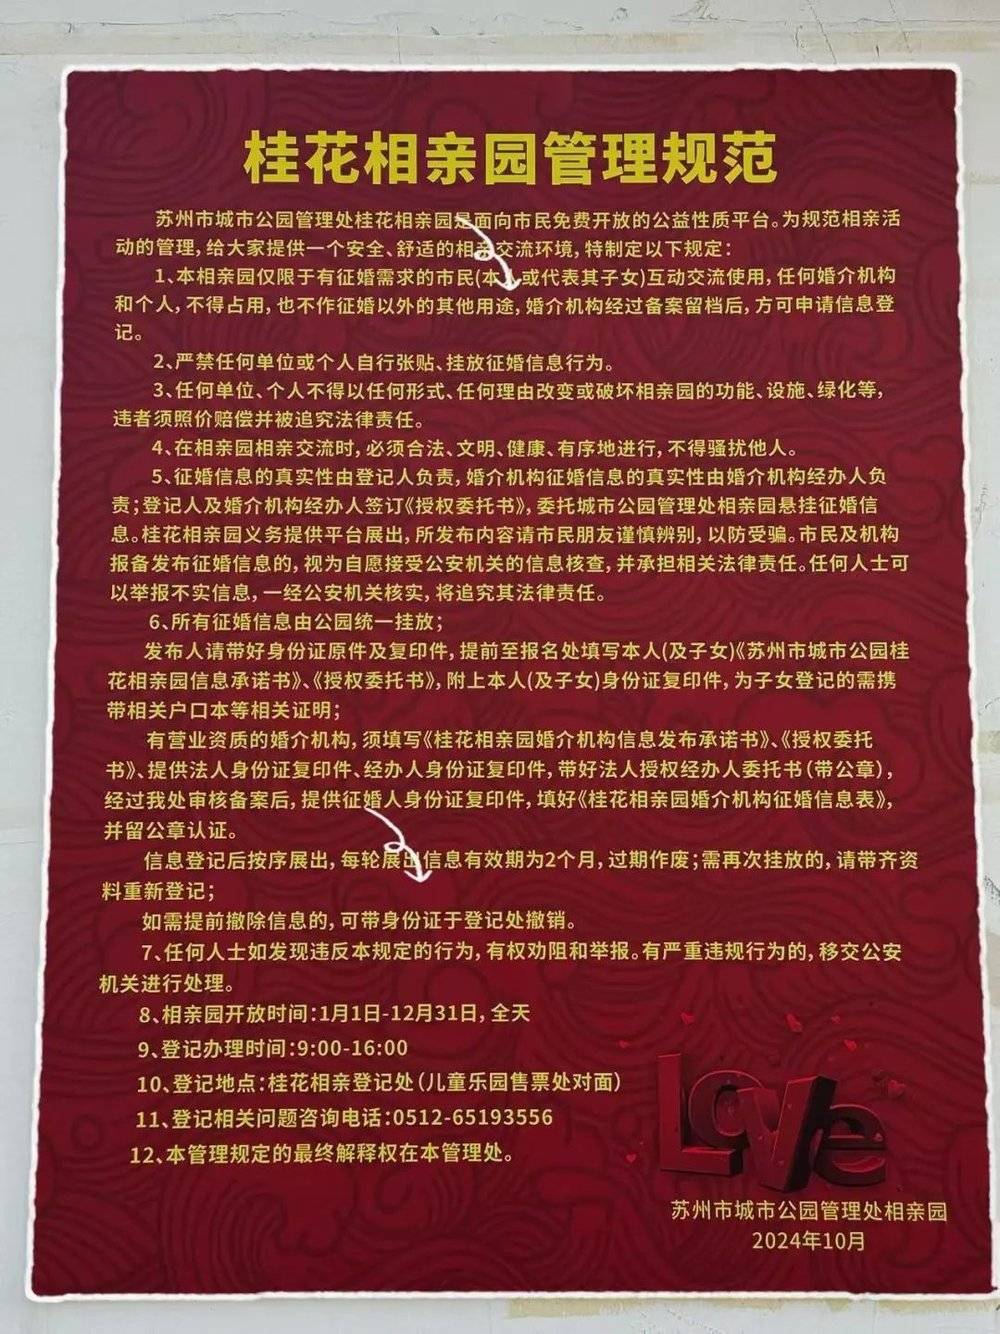 桂花相亲园管理规范
苏州市城市公园管理处桂花相亲园是面向市民免费开放的公益性质平台。为规范相亲活
动的管理,给大家提供一个安全、舒适的相亲交流环境,特制定以下规定:
1、本相亲园仅限于有征婚需求的市民(本人或代表其子女)互动交流使用,任何婚介机构
和个人,不得占用,也不作征婚以外的其他用途,婚介机构经过备案留档后,方可申请信息登
记。
2、严禁任何单位或个人自行张贴、挂放征婚信息行为。
3、任何单位、个人不得以任何形式、任何理由改变或破坏相亲园的功能、设施、绿化等,
违者须照价赔偿并被追究法律责任。
4、在相亲园相亲交流时,必须合法、文明、健康、有序地进行,不得骚扰他人。
5、征婚信息的真实性由登记人负责,婚介机构征婚信息的真实性由婚介机构经办人负
责;登记人及婚介机构经办人签订《授权委托书》,委托城市公园管理处相亲园悬挂征婚信
息。桂花相亲园义务提供平台展出,所发布内容请市民朋友谨慎辨别,以防受骗。市民及机构
报备发布征婚信息的,视为自愿接受公安机关的信息核查,并承担相关法律责任。任何人士可
以举报不实信息,一经公安机关核实,将追究其法律责任。
6、所有征婚信息由公园统一挂放;
发布人请带好身份证原件及复印件,提前至报名处填写本人(及子女)《苏州市城市公园桂
花相亲园信息承诺书》、《授权委托书》,附上本人(及子女)身份证复印件,为子女登记的需携
带相关户口本等相关证明;
有营业资质的婚介机构,须填写《桂花相亲园婚介机构信息发布承诺书》、《授权委托
书》、提供法人身份证复印件、经办人身份证复印件,带好法人授权经办人委托书(带公章),
经过我处审核备案后,提供征婚人身份证复印件,填好《桂花相亲园婚介机构征婚信息表》,
并留公章认证。
信息登记后按序展出,每轮展出信息有效期为2个月,过期作废;需再次挂放的,请带齐资
料重新登记;
如需提前撤除信息的,可带身份证于登记处撤销。
7、任何人士如发现违反本规定的行为,有权劝阻和举报。有严重违规行为的,移交公安
机关进行处理。
8、相亲园开放时间:1月1日-12月31日,全天
9、登记办理时间:9:00-16:00
10、登记地点:桂花相亲登记处(儿童乐园售票处对面)
11、登记相关问题咨询电话:0512-65193556
12、本管理规定的最终解释权在本管理处。
Love
苏州市城市公园管理处相亲园
2024年10月